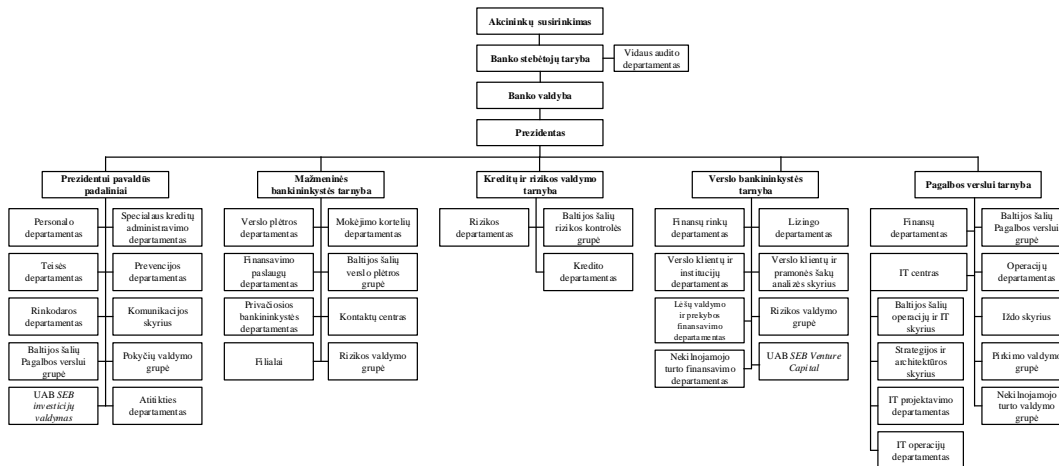 Akcininkų susirinkimas
Banko stebėtojų taryba
Vidaus audito
departamentas
Banko valdyba
Prezidentas
Prezidentui pavaldūs
padaliniai
Mažmeninės
bankininkystės tarnyba
Kreditų ir rizikos valdymo
tarnyba
Verslo bankininkystės
tarnyba
Pagalbos verslui tarnyba
Personalo
departamentas
Specialaus kreditų
administravimo
departamentas
Teisės
departamentas
Prevencijos
departamentas
Rinkodaros
departamentas
Komunikacijos
skyrius
Baltijos šalių
Pagalbos verslui
grupė
Pokyčių valdymo
grupė
UAB SEB
investicijų
valdymas
Atitikties
departamentas
Verslo plėtros
departamentas
Mokėjimo kortelių
departamentas
Finansavimo
paslaugų
departamentas
Baltijos šalių
verslo plėtros
grupė
Privačiosios
bankininkystės
departamentas
Kontaktų centras
Filialai
Rizikos valdymo
grupė
Rizikos
departamentas
Baltijos šalių
rizikos kontrolės
grupė
Kredito
departamentas
Finansų rinkų
departamentas
Lizingo
departamentas
Verslo klientų ir
institucijų
departamentas
Verslo klientų ir
pramonės šakų
analizės skyrius
Lėšų valdymo
ir prekybos
finansavimo
departamentas
Rizikos valdymo
grupė
Nekilnojamojo
turto finansavimo
departamentas
UAB SEB Venture
Capital
Finansų
departamentas
Baltijos šalių
Pagalbos verslui
grupė
IT centras
Operacijų
departamentas
Baltijos šalių
operacijų ir IT
skyrius
Iždo skyrius
Strategijos ir
architektūros
skyrius
Pirkimo valdymo
grupė
IT projektavimo
departamentas
Nekilnojamojo
turto valdymo
grupė
IT operacijų
departamentas